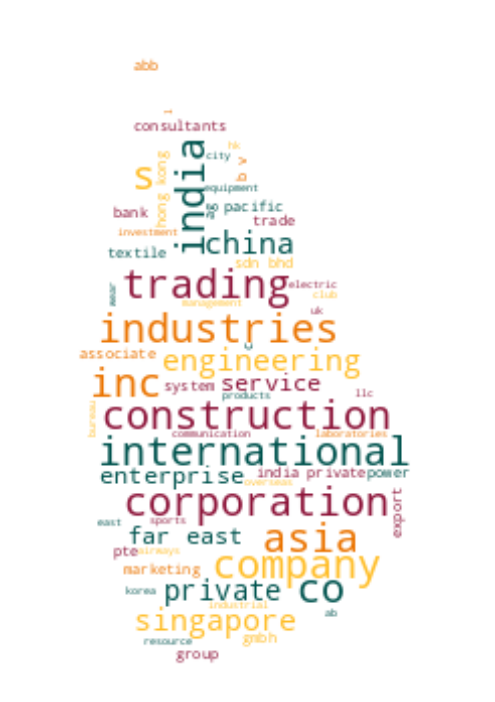 abb
consultants
hk
city
india
s
hong kong
b v
equipment
bank
pacific
trade
investment
china
textile
sdn bhd
trading
electric
wear
club
management
uk
industries
associate
engineering
inc
system
service
products
llc
bureau
construction
communication
laboratories
international
enterprise
india private
power
overseas
corporation
export
east
sports
far east
asia
pte
airways
company
marketing
korea
private
co
industrial
ab
singapore
resource
gmbh
group